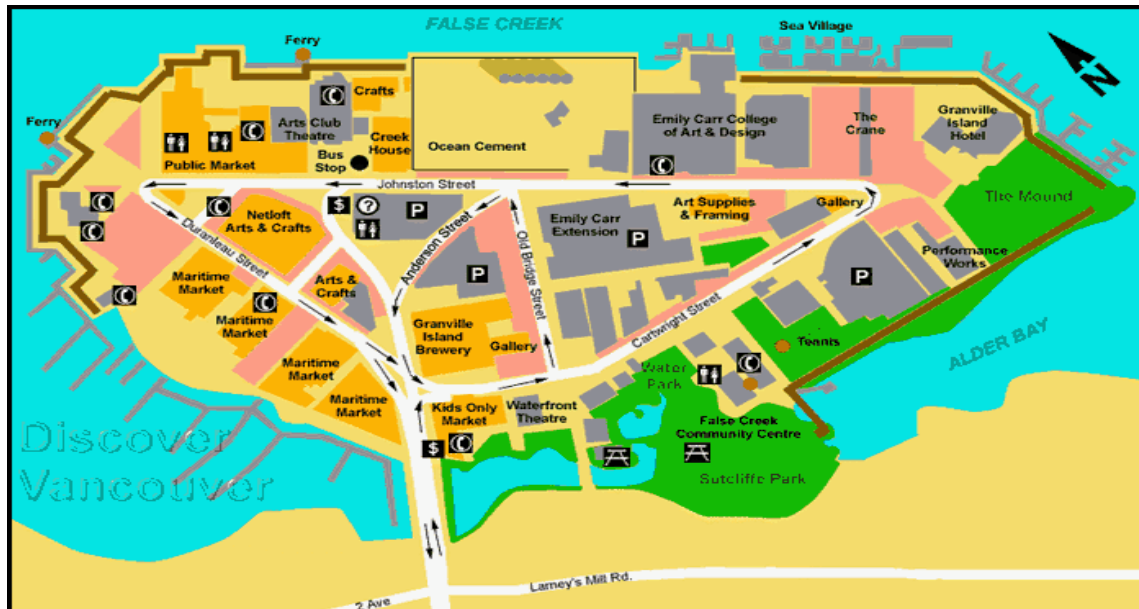 FALSE CREEK
Sea Village
Ferry
N
Crafts
Arts Club
Theatre
Emily Carr College
of Art & Design
The
Crane
Granville
Island
Hotel
Ferry
Creek
House
Ocean Cement
Public Market
Bus
Stop
Johnston Street
The Mound
$
?
P
Art Supplies
& Framing
Gallery
Netloft
Arts & Crafts
Emily Carr
Extension
P
Duranleau Street
Anderson Street
Old Bridge Street
Performance
Works
Maritime
Market
Arts &
Crafts
P
P
Cartwright Street
Maritime
Market
Granville
Island
Brewery
Gallery
Tennis
ALDER BAY
Maritime
Market
Water
Park
Maritime
Market
Kids Only
Market
Waterfront
Theatre
False Creek
Community Centre
$
Discover
Vancouver
Sutcliffe Park
Lamey's Mill Rd.
2 Ave